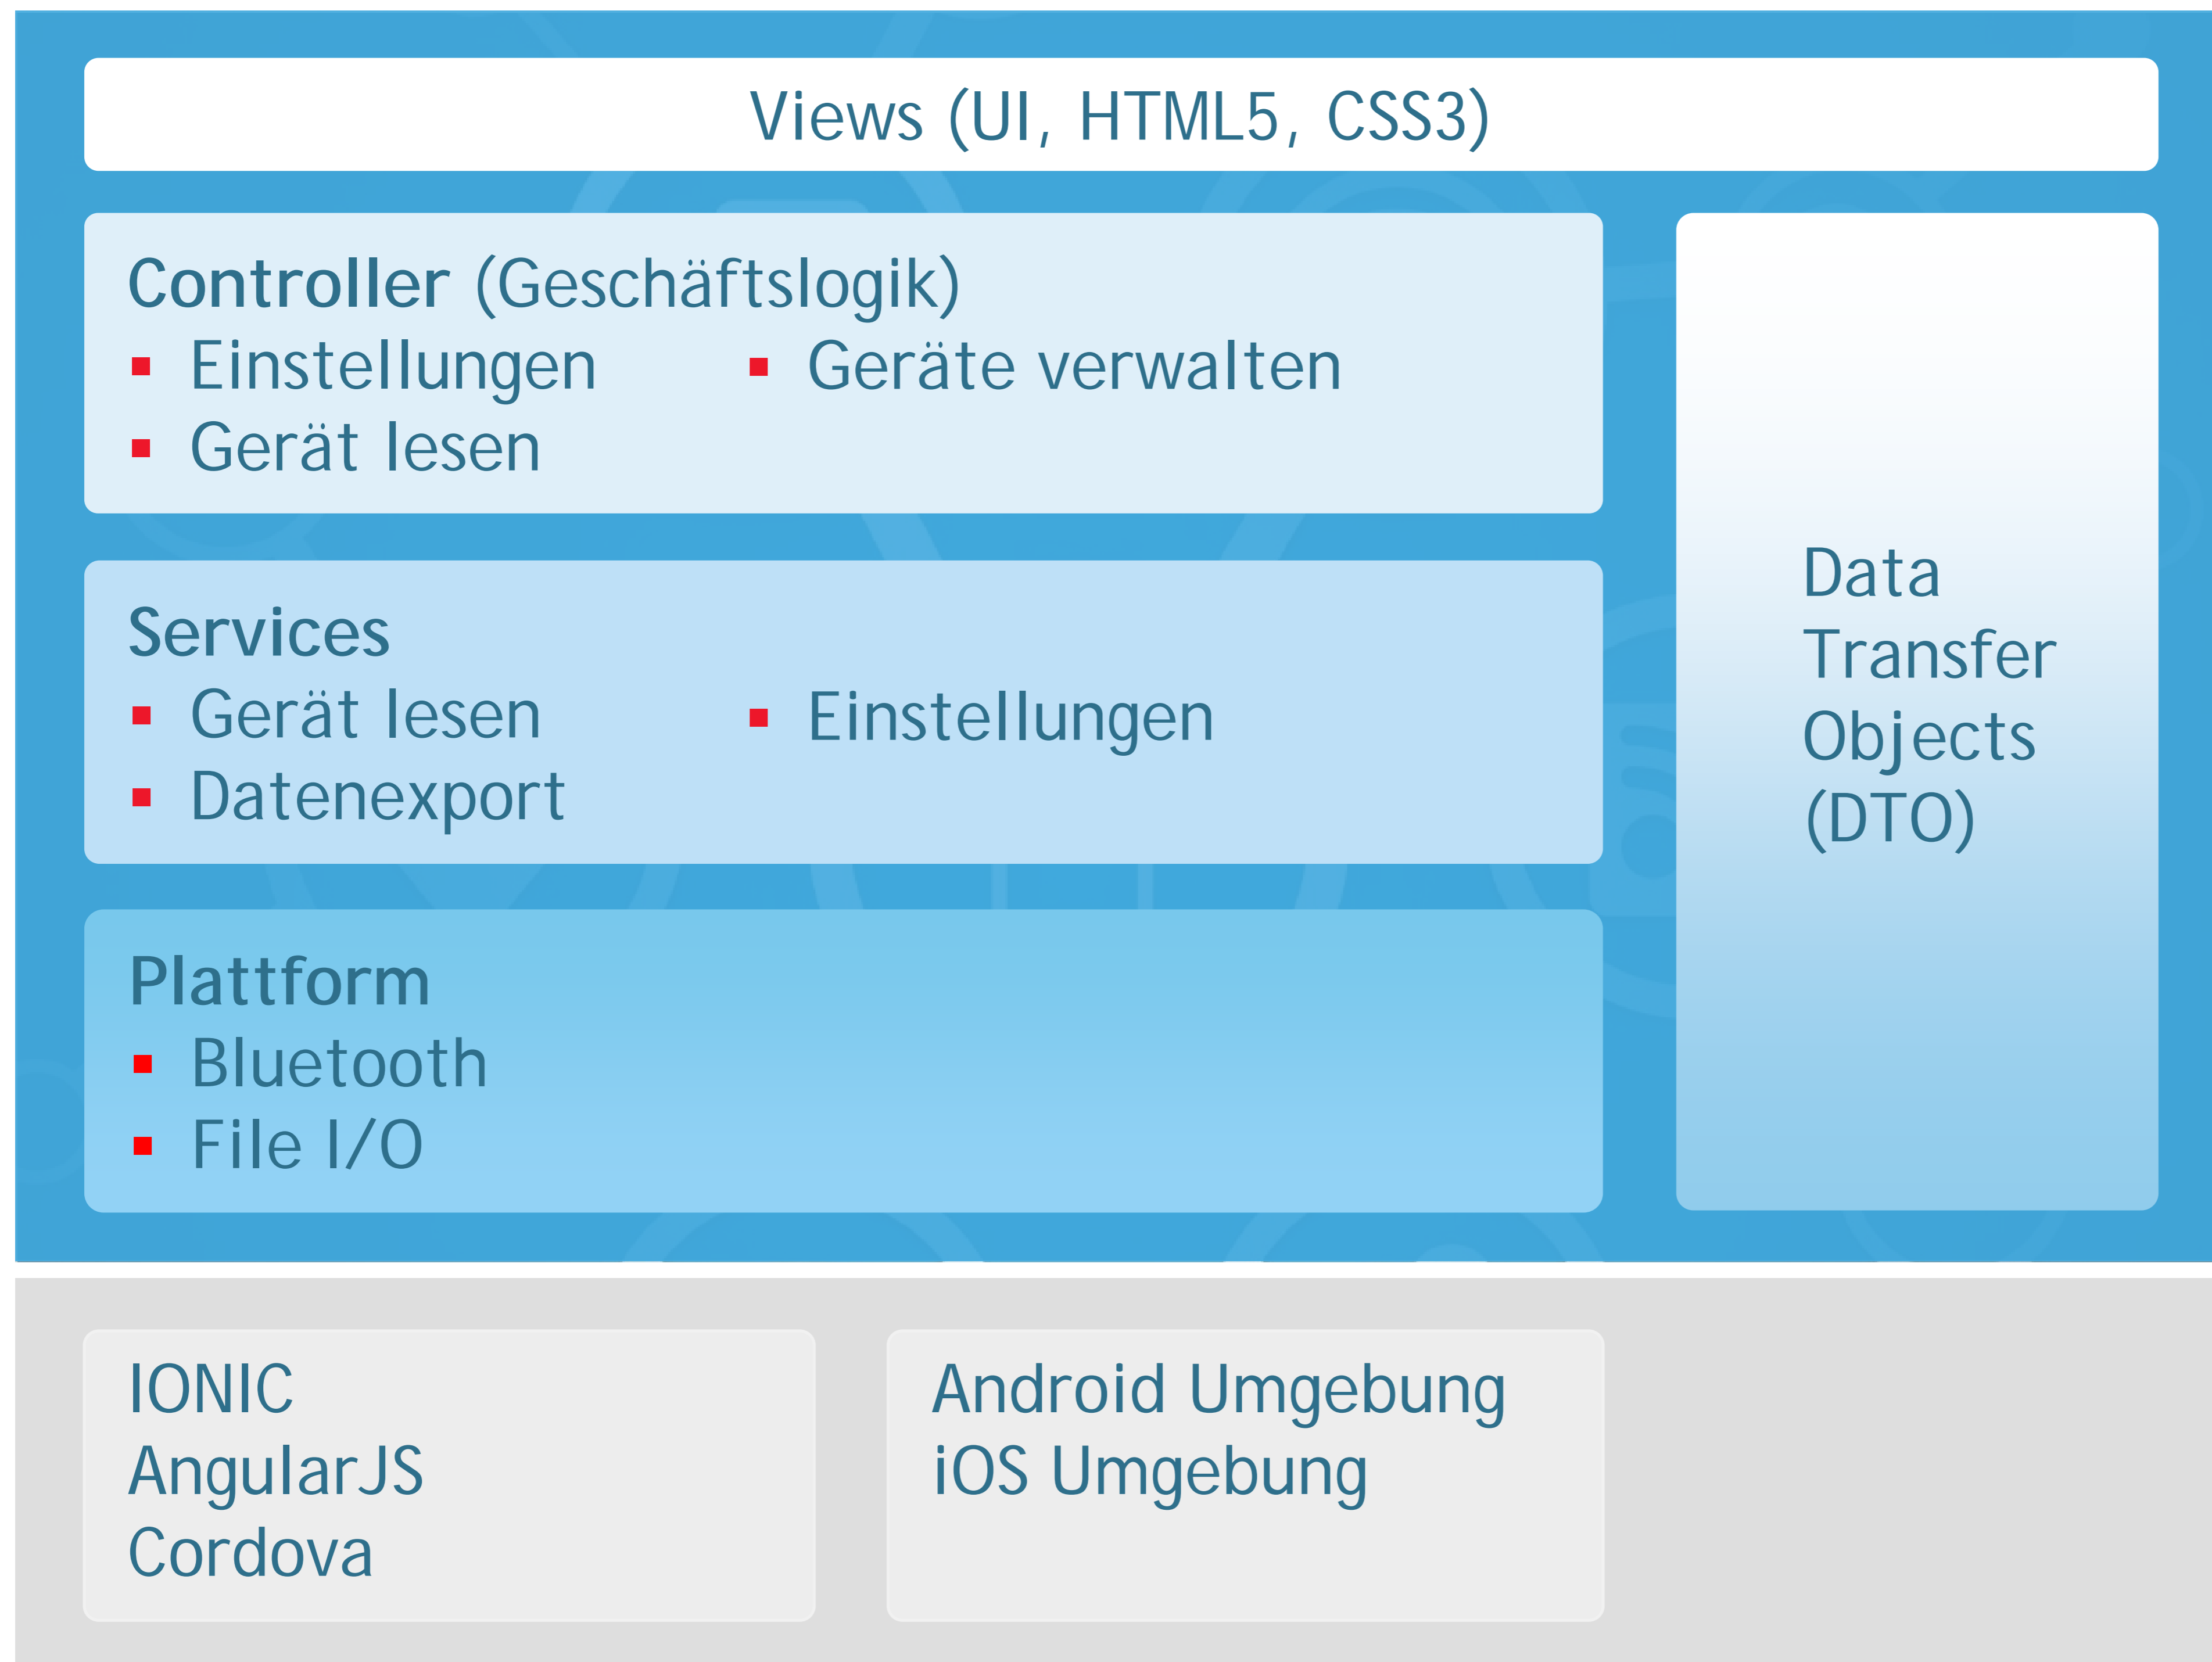 Views (UI, HTML5, CSS3)
Controller (Geschäftslogik)
Einstellungen
Gerät lesen
Geräte verwalten
Services
Gerät lesen
Datenexport
Einstellungen
Plattform
Bluetooth
File I/O
Data
Transfer
Objects
(DTO)
IONIC
AngularJS
Cordova
Android Umgebung
iOS Umgebung